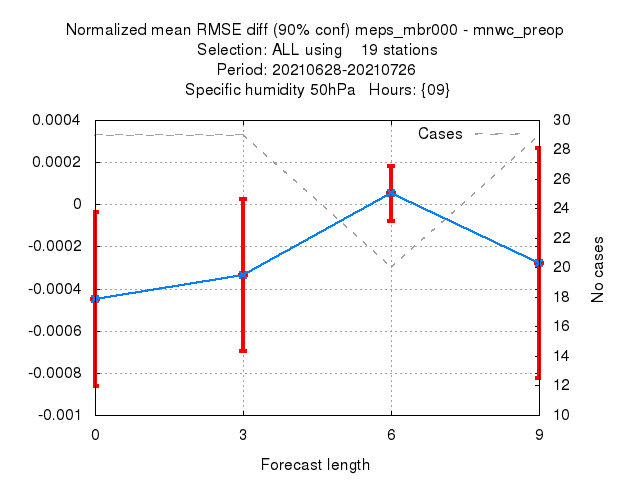 Normalized mean RMSE diff (90% conf) meps_mbr000 - mnwc_preop
Selection: ALL using 19 stations
Period: 20210628-20210726
Specific humidity 50hPa Hours: {09}
Cases
0.0004
0.0002
0
-0.0002
-0.0004
-0.0006
-0.0008
-0.001
30
28
26
24
22
20
18
16
14
12
10
No cases
0 3 6 9
Forecast length